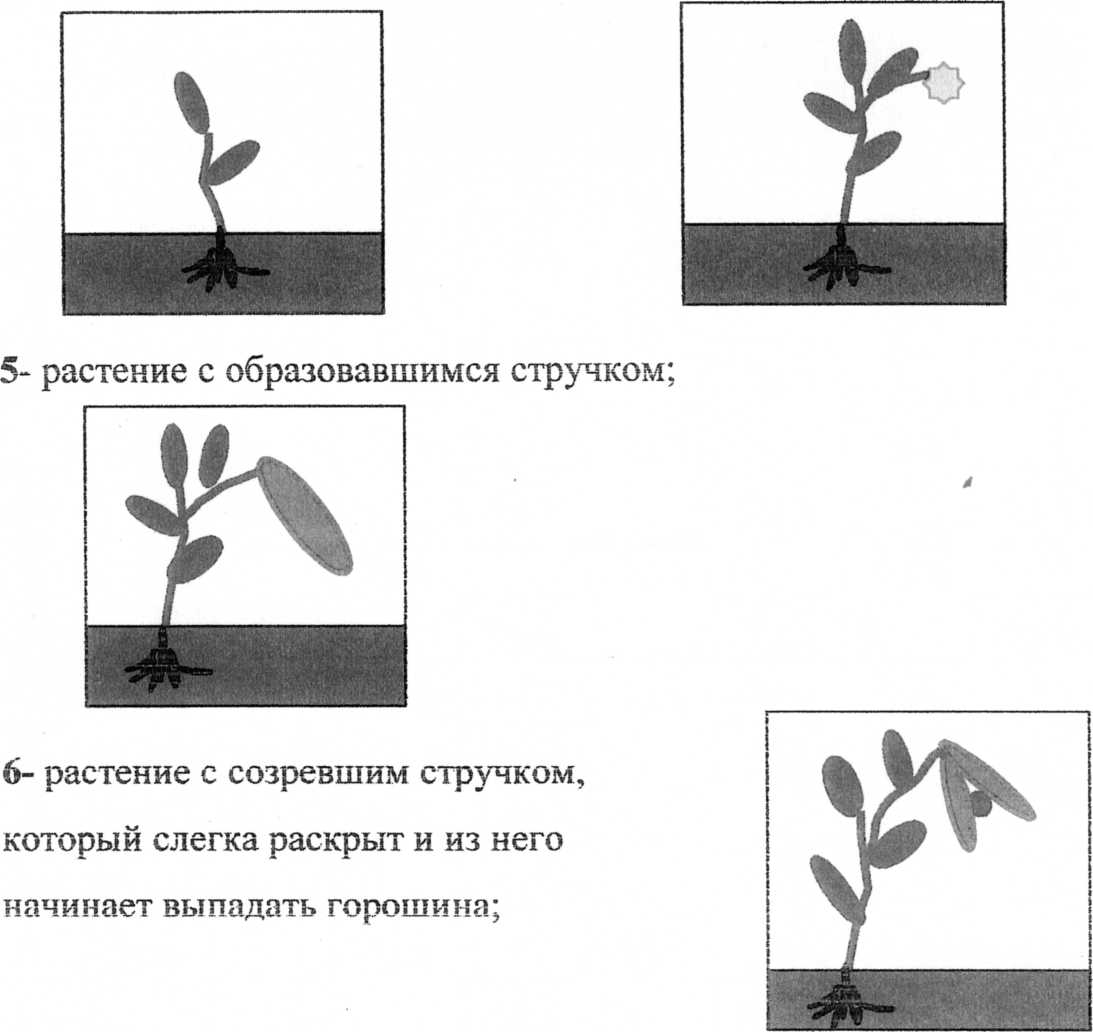 5- растение с образовавшимся стручком;
6- растение с созревшим стручком,
который слегка раскрыт и из него
начинает выпадать горошина;